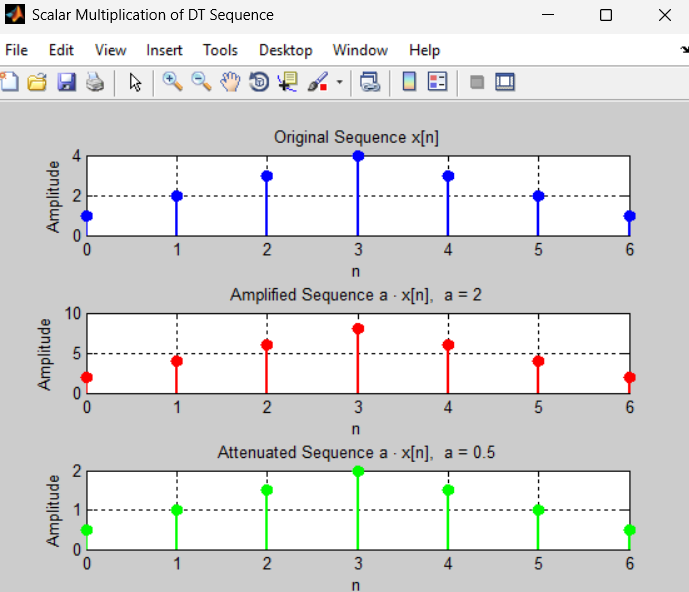 Scalar Multiplication of DT Sequence
File Edit View Insert Tools Desktop Window Help
Original Sequence x[n]
4
2
0
Amplitude
0 1 2 3 4 5 6
n
Amplified Sequence a · x[n],  a = 2
10
5
0
Amplitude
0 1 2 3 4 5 6
n
Attenuated Sequence a · x[n],  a = 0.5
2
1
0
Amplitude
0 1 2 3 4 5 6
n